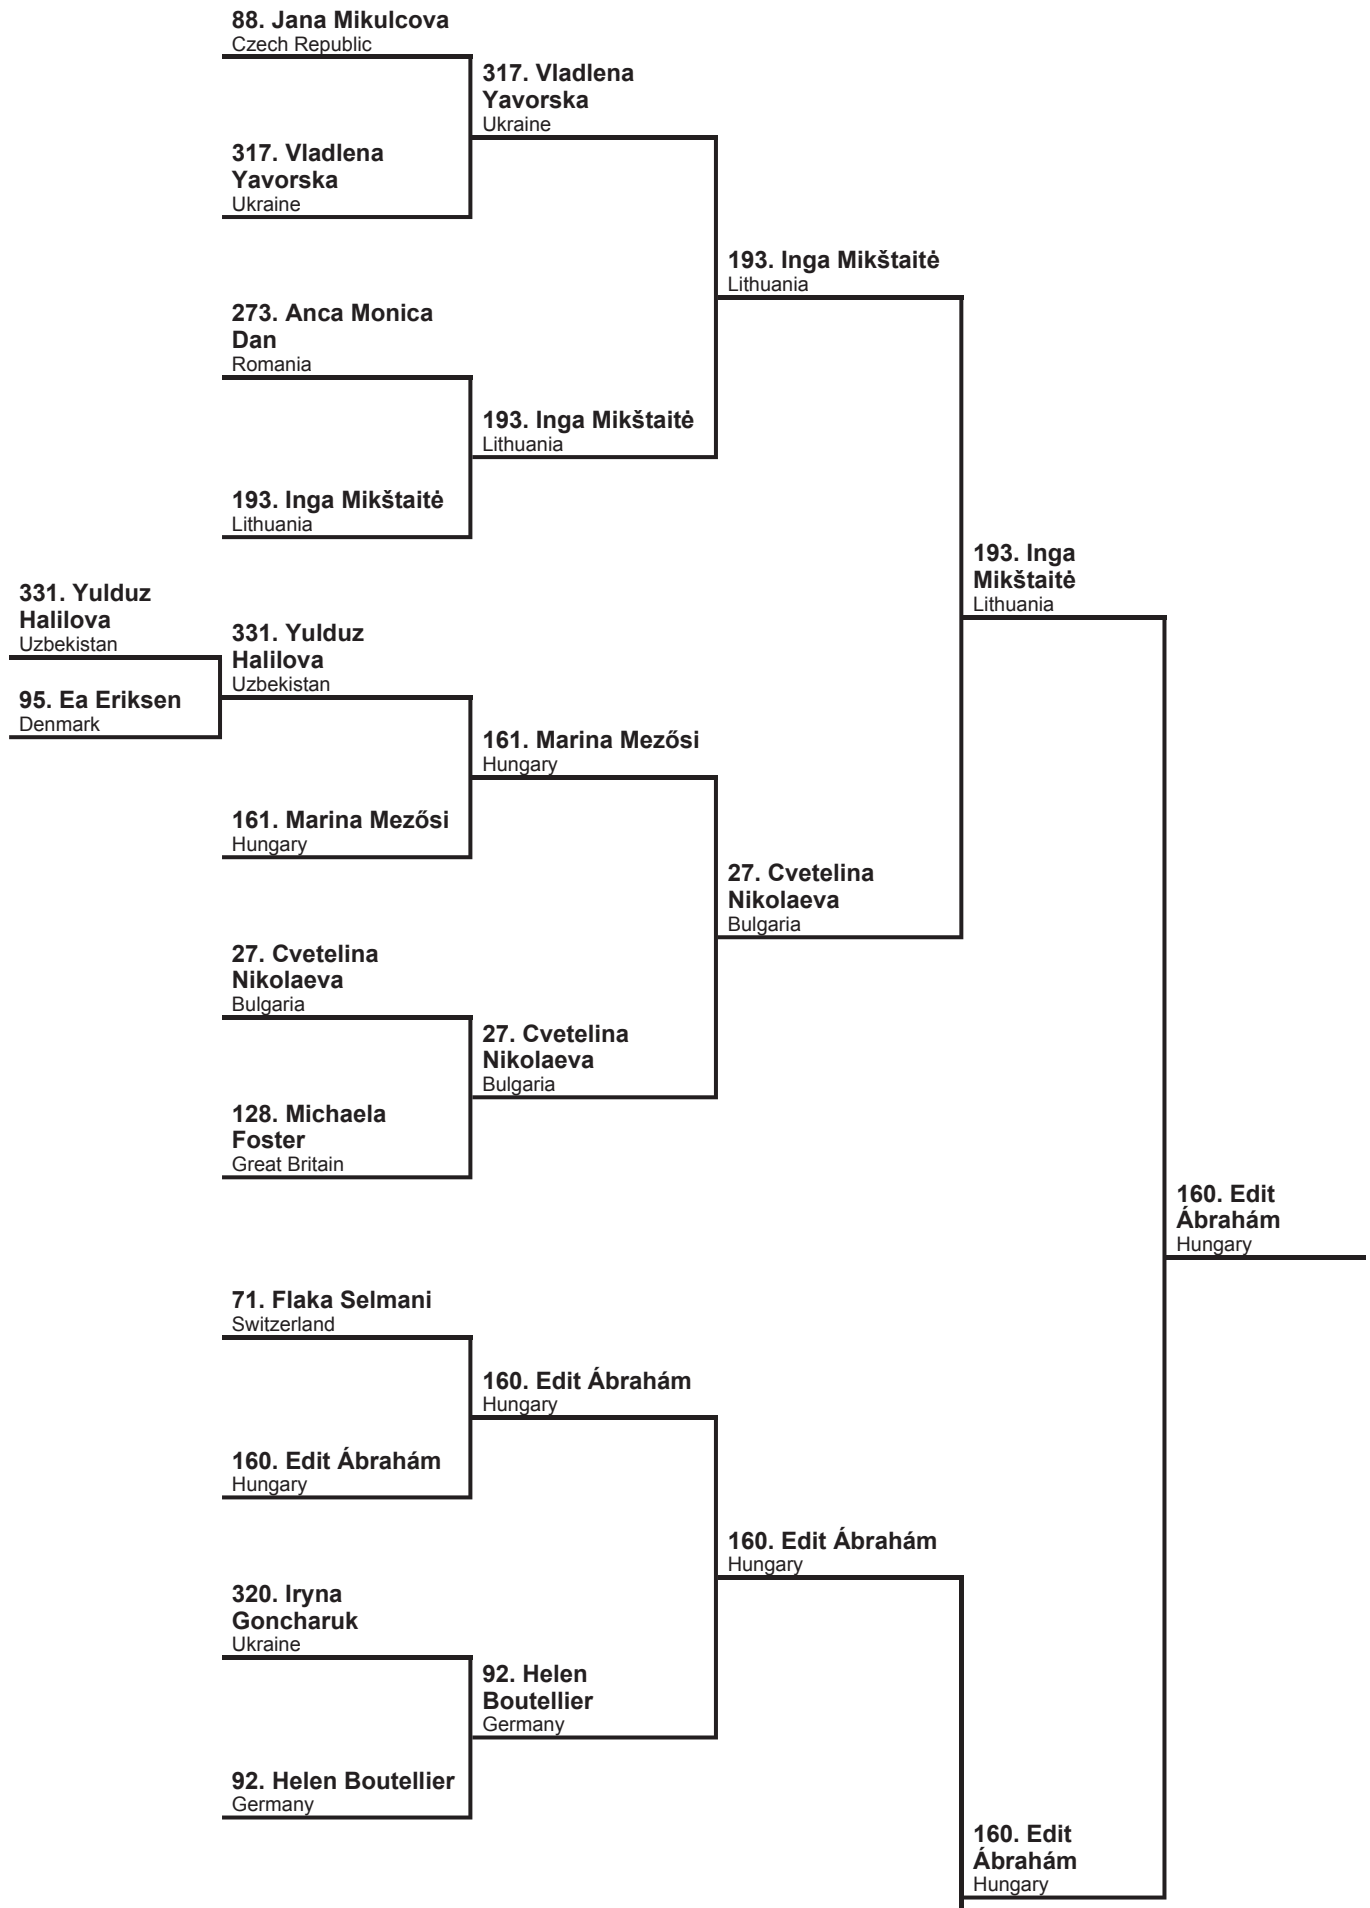 88. Jana Mikulcova
Czech Republic
317. Vladlena
Yavorska
Ukraine
317. Vladlena
Yavorska
Ukraine
193. Inga Mikštaitė
Lithuania
273. Anca Monica
Dan
Romania
193. Inga Mikštaitė
Lithuania
193. Inga Mikštaitė
Lithuania
193. Inga
Mikštaitė
Lithuania
331. Yulduz
Halilova
Uzbekistan
331. Yulduz
Halilova
Uzbekistan
95. Ea Eriksen
Denmark
161. Marina Mezősi
Hungary
161. Marina Mezősi
Hungary
27. Cvetelina
Nikolaeva
Bulgaria
27. Cvetelina
Nikolaeva
Bulgaria
27. Cvetelina
Nikolaeva
Bulgaria
128. Michaela
Foster
Great Britain
160. Edit
Ábrahám
Hungary
71. Flaka Selmani
Switzerland
160. Edit Ábrahám
Hungary
160. Edit Ábrahám
Hungary
160. Edit Ábrahám
Hungary
320. Iryna
Goncharuk
Ukraine
92. Helen
Boutellier
Germany
92. Helen Boutellier
Germany
160. Edit
Ábrahám
Hungary